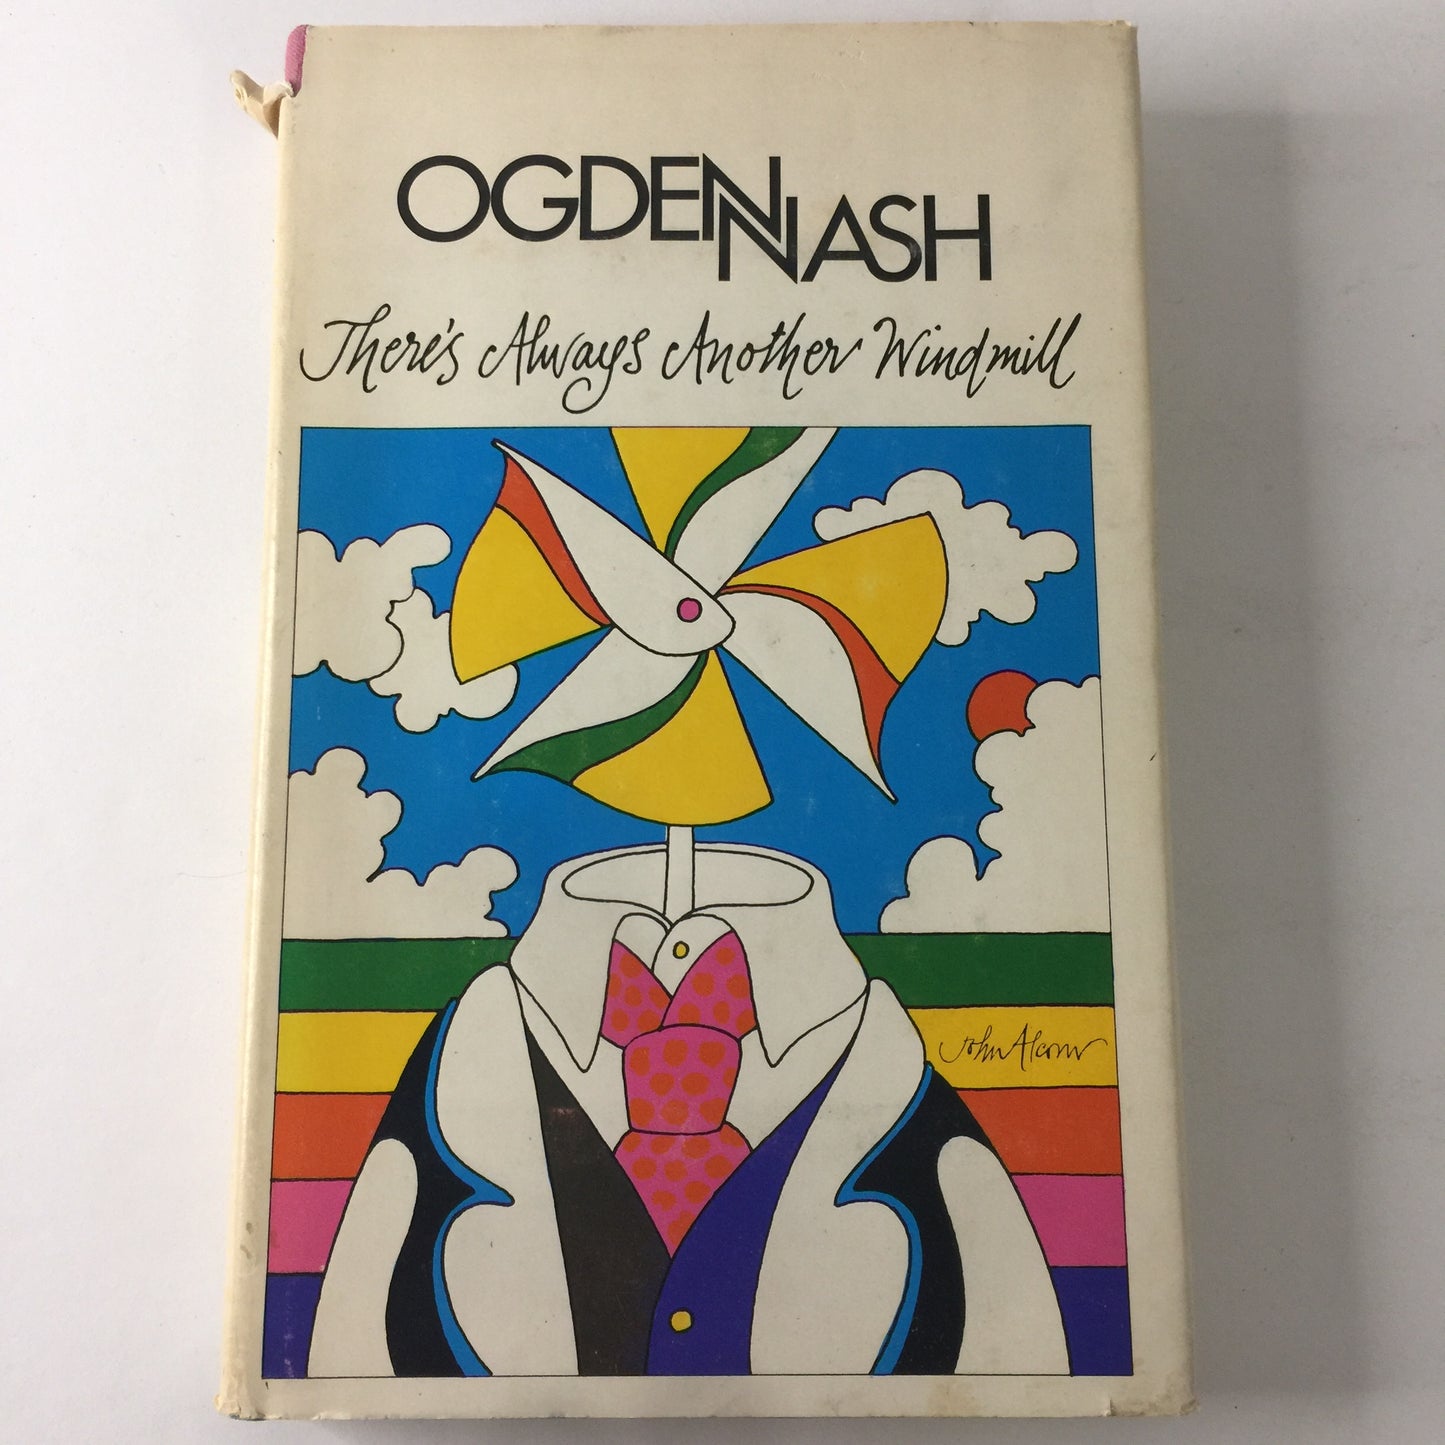 OGDEN NASH
There's Always Another Windmill
John Alcorn